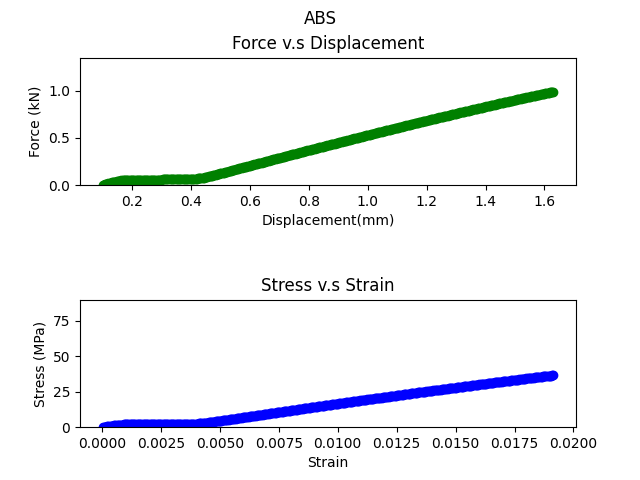 ABS
Force v.s Displacement
1.0
0.5
0.0
Force (kN)
0.2 0.4 0.6 0.8 1.0 1.2 1.4 1.6
Displacement(mm)
Stress v.s Strain
75
50
25
0
Stress (MPa)
0.0000 0.0025 0.0050 0.0075 0.0100 0.0125 0.0150 0.0175 0.0200
Strain